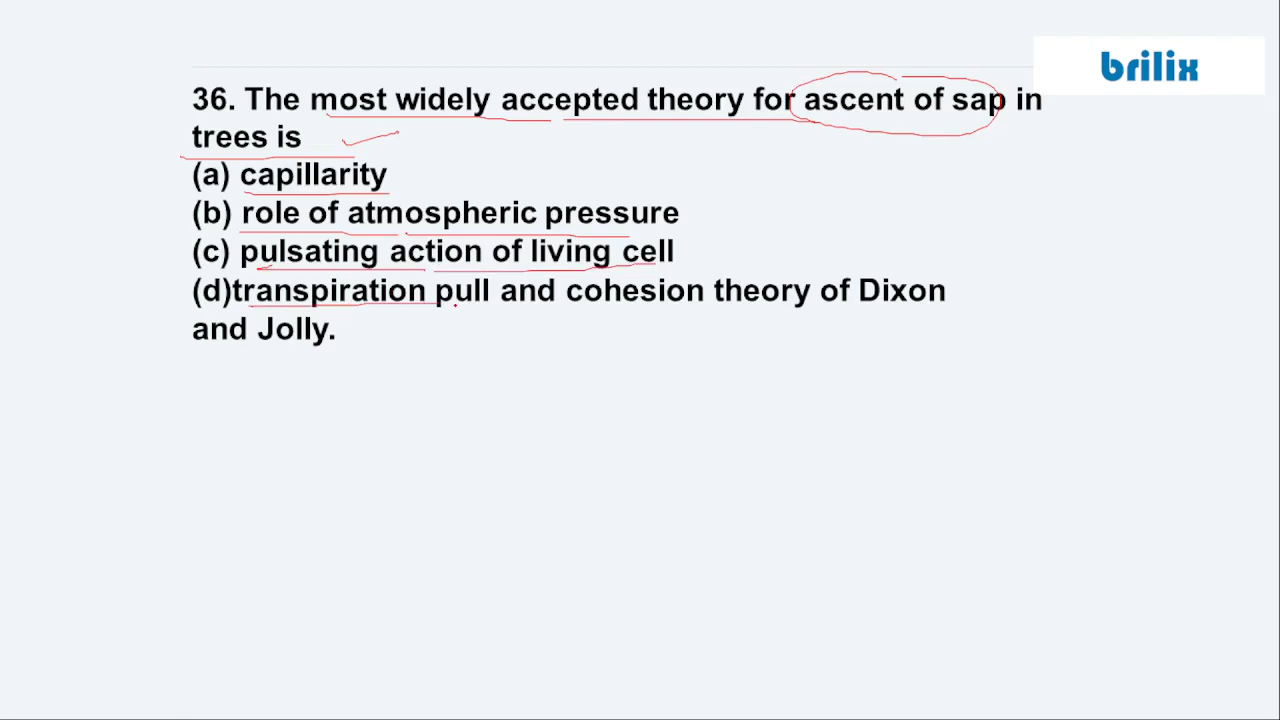 brilix
36. The most widely accepted theory for ascent of sap in
trees is
(a) capillarity
(b) role of atmospheric pressure
(c) pulsating action of living cell
(d)transpiration pull and cohesion theory of Dixon
and Jolly.